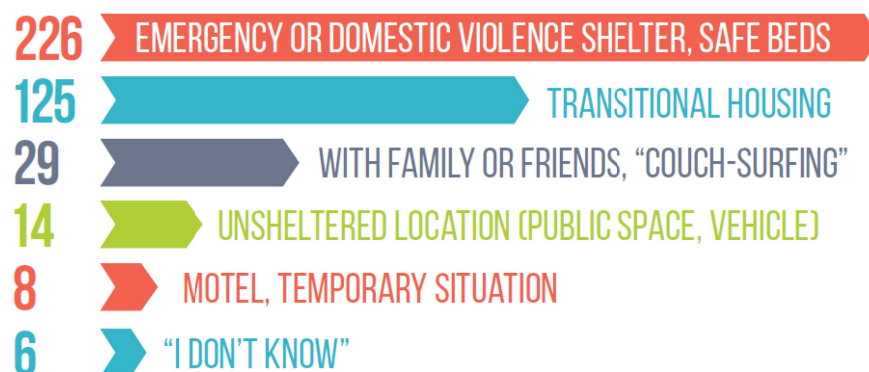 226 EMERGENCY OR DOMESTIC VIOLENCE SHELTER, SAFE BEDS
125 TRANSITIONAL HOUSING
29 WITH FAMILY OR FRIENDS, “COUCH-SURFING”
14 UNSHELTERED LOCATION (PUBLIC SPACE, VEHICLE)
8 MOTEL, TEMPORARY SITUATION
6 “I DON’T KNOW”